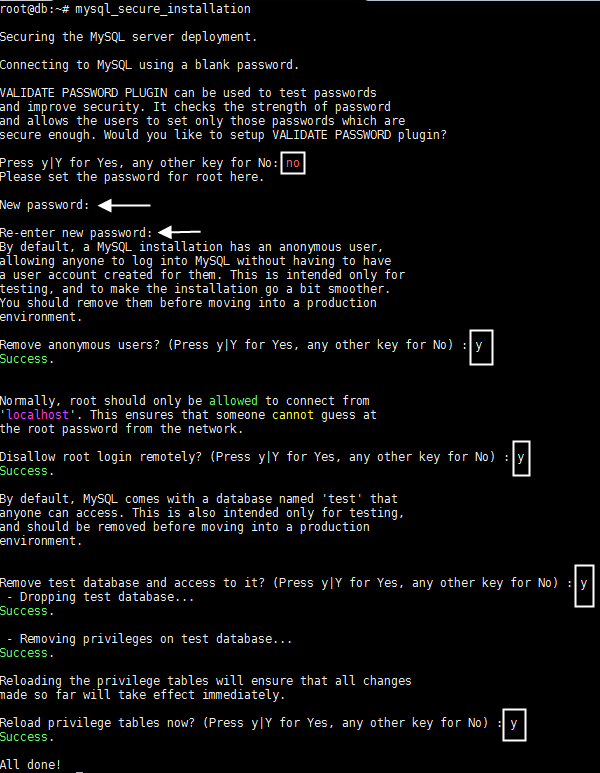 root@db:~# mysql_secure_installation
Securing the MySQL server deployment.
Connecting to MySQL using a blank password.
VALIDATE PASSWORD PLUGIN can be used to test passwords
and improve security. It checks the strength of password
and allows the users to set only those passwords which are
secure enough. Would you like to setup VALIDATE PASSWORD plugin?
Press y|Y for Yes, any other key for No: no
Please set the password for root here.
New password:
Re-enter new password:
By default, a MySQL installation has an anonymous user,
allowing anyone to log into MySQL without having to have
a user account created for them. This is intended only for
testing, and to make the installation go a bit smoother.
You should remove them before moving into a production
environment.
Remove anonymous users? (Press y|Y for Yes, any other key for No) : y
Success.
Normally, root should only be allowed to connect from
'localhost'. This ensures that someone cannot guess at
the root password from the network.
Disallow root login remotely? (Press y|Y for Yes, any other key for No) : y
Success.
By default, MySQL comes with a database named 'test' that
anyone can access. This is also intended only for testing,
and should be removed before moving into a production
environment.
Remove test database and access to it? (Press y|Y for Yes, any other key for No) : y
- Dropping test database...
Success.
- Removing privileges on test database...
Success.
Reloading the privilege tables will ensure that all changes
made so far will take effect immediately.
Reload privilege tables now? (Press y|Y for Yes, any other key for No) : y
Success.
All done!